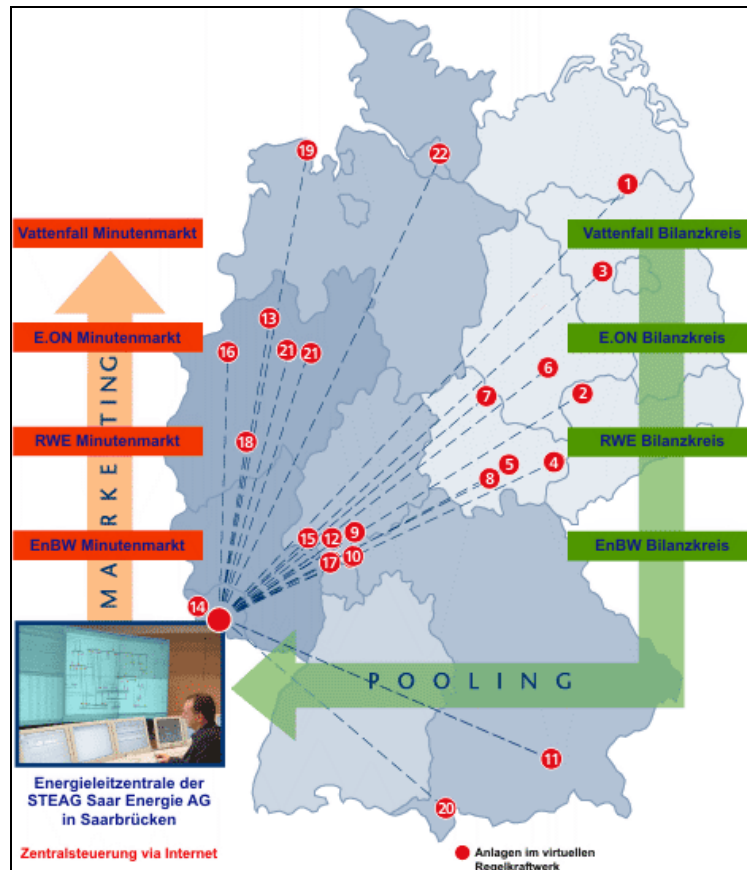 19
22
1
Vattenfall Minutenmarkt
Vattenfall Bilanzkreis
3
13
E.ON Minutenmarkt
E.ON Bilanzkreis
16
21
21
6
7
2
RWE Minutenmarkt
18
RWE Bilanzkreis
5
4
8
EnBW Minutenmarkt
15
12
9
EnBW Bilanzkreis
17
10
MARKETING
14
POOLING
11
Energieleitzentrale der
STEAG Saar Energie AG
in Saarbrücken
20
Zentralsteuerung via Internet
Anlagen im virtuellen
Regelkraftwerk